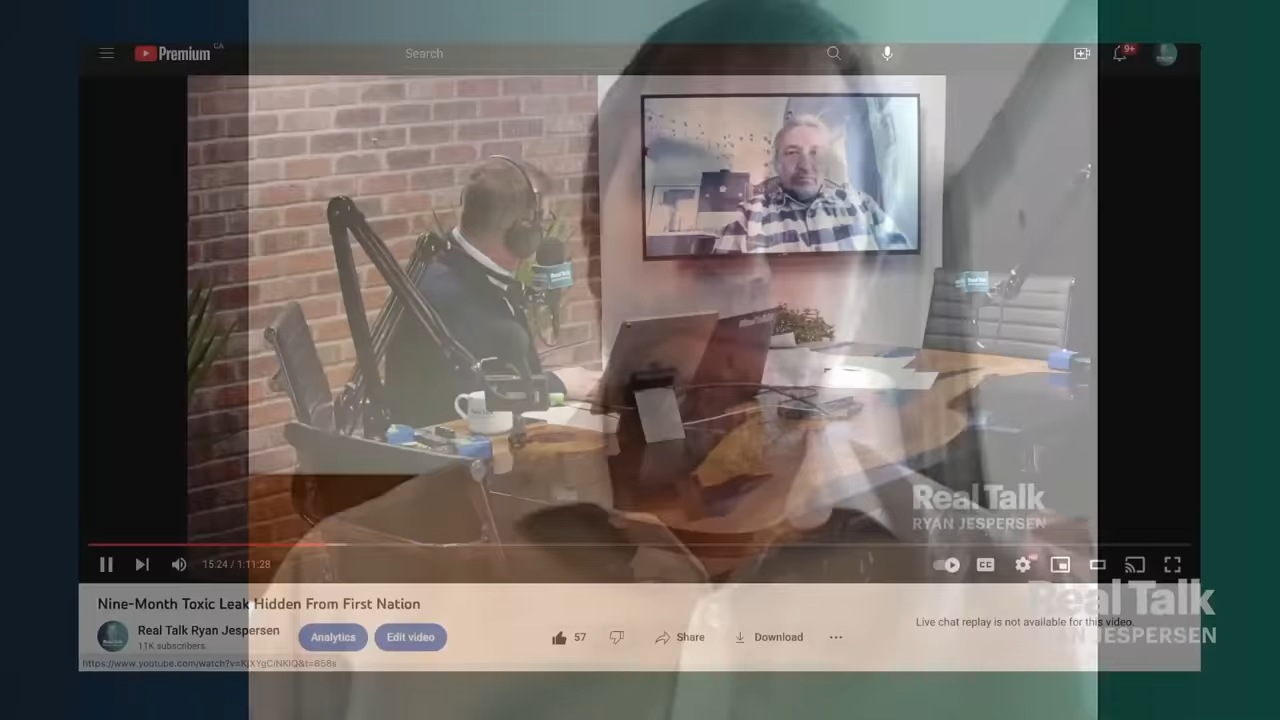 Premium CA
Search
9+
Real Talk
RYAN JESPERSEN
15:24 / 1:11:28
CC
Nine-Month Toxic Leak Hidden From First Nation
Real Talk Ryan Jespersen
11K subscribers
Analytics
Edit video
57
Share
Download
Live chat replay is not available for this video.
Real Talk
RYAN JESPERSEN
https://www.youtube.com/watch?v=KjXYgCiNKIQ&t=858s